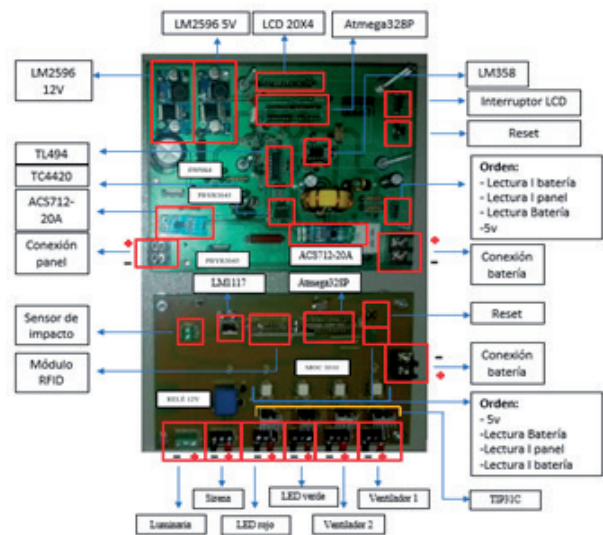 LM2596 5V
LCD 20X4
Atmega328P
LM2596
12V
LM358
Interruptor LCD
Reset
TL494
TC4420
ACS712-
20A
Orden:
- Lectura I batería
- Lectura I panel
- Lectura Batería
-5v
Conexión
panel
+
-
ACS712-20A
+
-
Conexión
batería
LM1117
Atmega328P
Sensor de
impacto
Reset
Módulo
RFID
-
+
Conexión
batería
RELÉ 12V
Orden:
- 5v
-Lectura Batería
-Lectura I panel
-Lectura I batería
- + - + - + - + - + - +
Sirena
LED verde
Ventilador 1
TIP31C
Luminaria
LED rojo
Ventilador 2